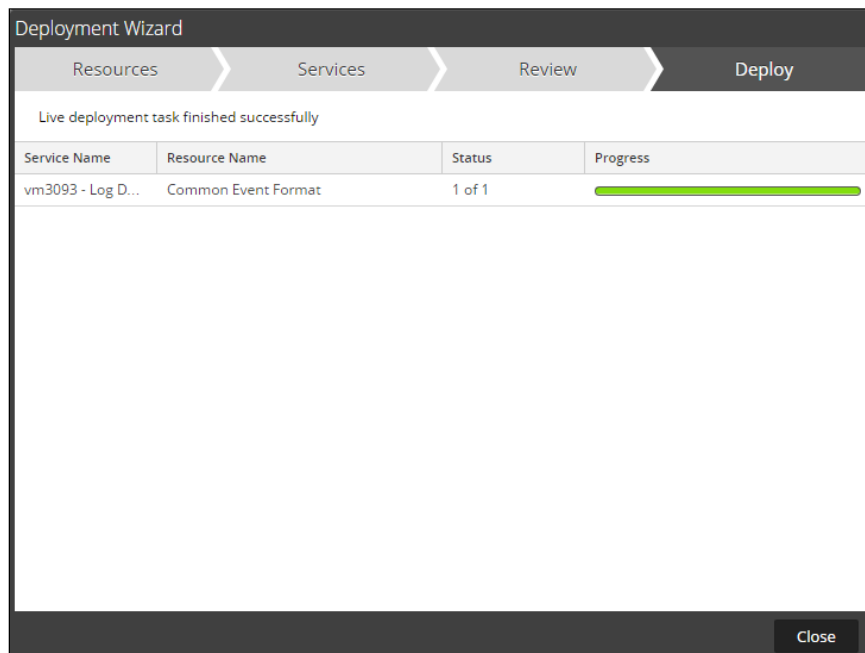 Deployment Wizard
Resources Services Review Deploy
Live deployment task finished successfully
Service Name Resource Name Status Progress
vm3093 - Log D... Common Event Format 1 of 1
Close